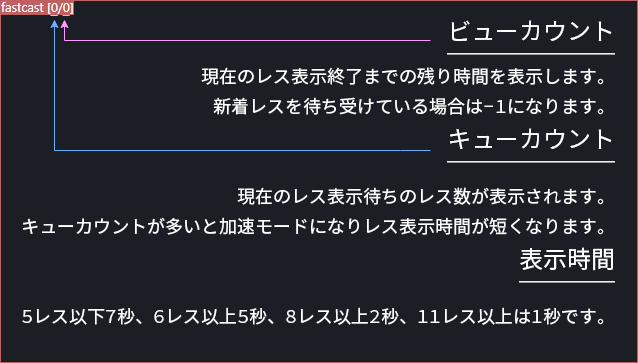 fastcast [0/0]
ビューカウント
現在のレス表示終了までの残り時間を表示します。
新着レスを待ち受けている場合は-1になります。
キューカウント
現在のレス表示待ちのレス数が表示されます。
キューカウントが多いと加速モードになりレス表示時間が短くなります。
表示時間
5レス以下7秒、6レス以上5秒、8レス以上2秒、11レス以上は1秒です。